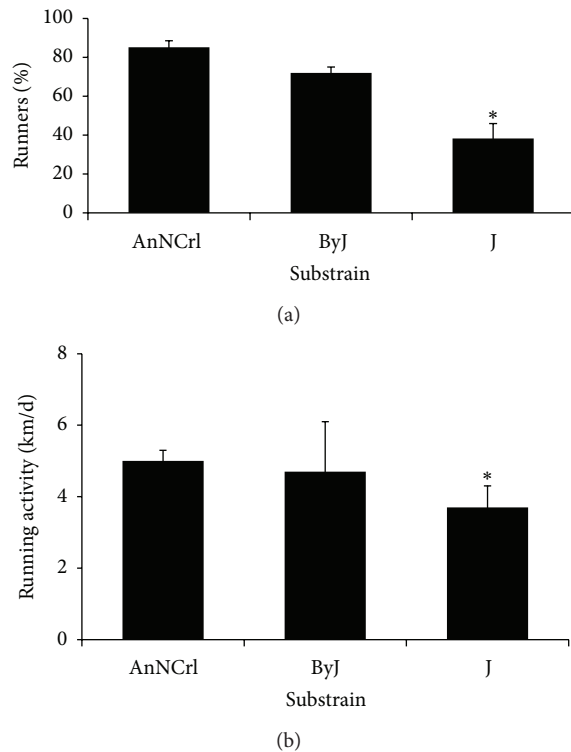 100
80
60
40
20
0
Runners (%)
*
AnNCrl ByJ J
Substrain
(a)
8
6
4
2
0
Running activity (km/d)
*
AnNCrl ByJ J
Substrain
(b)